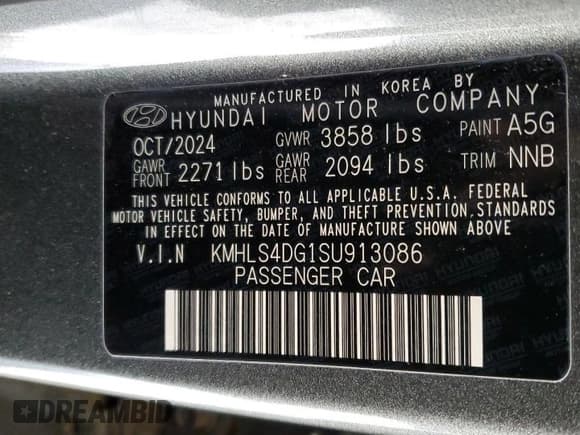 MANUFACTURED IN KOREA BY
HYUNDAI MOTOR COMPANY
OCT/2024 GVWR 3858 lbs PAINT A5G
GAWR FRONT 2271 lbs GAWR REAR 2094 lbs TRIM NNB
THIS VEHICLE CONFORMS TO ALL APPLICABLE U.S.A. FEDERAL
MOTOR VEHICLE SAFETY, BUMPER, AND THEFT PREVENTION STANDARDS
IN EFFECT ON THE DATE OF MANUFACTURE SHOWN ABOVE
V.I.N KMHLS4DG1SU913086
PASSENGER CAR
DREAMBID